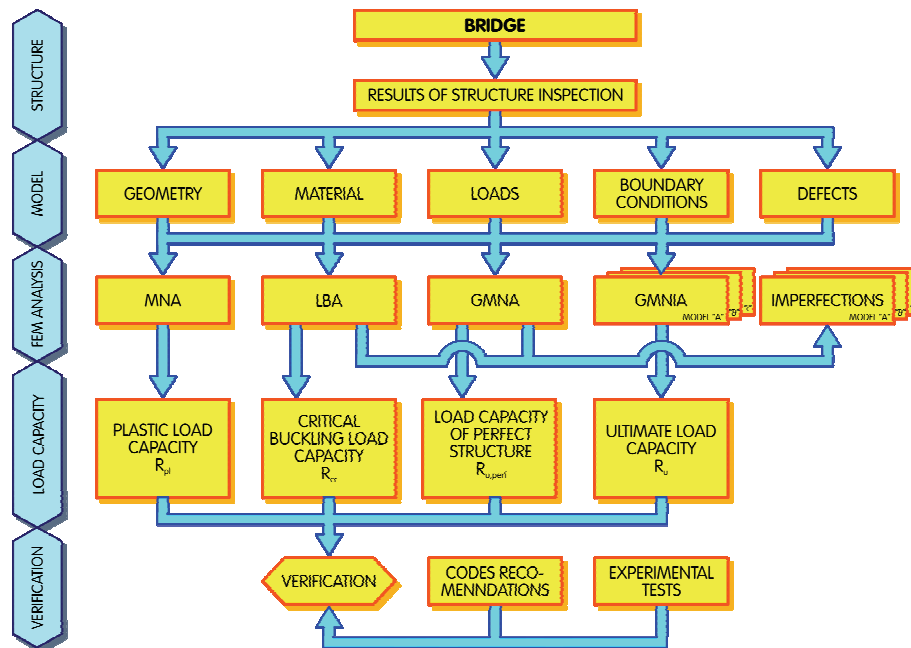 STRUCTURE
BRIDGE
RESULTS OF STRUCTURE INSPECTION
MODEL
GEOMETRY
MATERIAL
LOADS
BOUNDARY
CONDITIONS
DEFECTS
FEM ANALYSIS
MNA
LBA
GMNA
GMNIA
MODEL "A"
"B"
IMPERFECTIONS
MODEL "A"
"B"
LOAD CAPACITY
PLASTIC LOAD
CAPACITY
Rpl
CRITICAL
BUCKLING LOAD
CAPACITY
Rcr
LOAD CAPACITY
OF PERFECT
STRUCTURE
Ru,perf
ULTIMATE LOAD
CAPACITY
Ru
VERIFICATION
VERIFICATION
CODES RECO-
MENNDATIONS
EXPERIMENTAL
TESTS